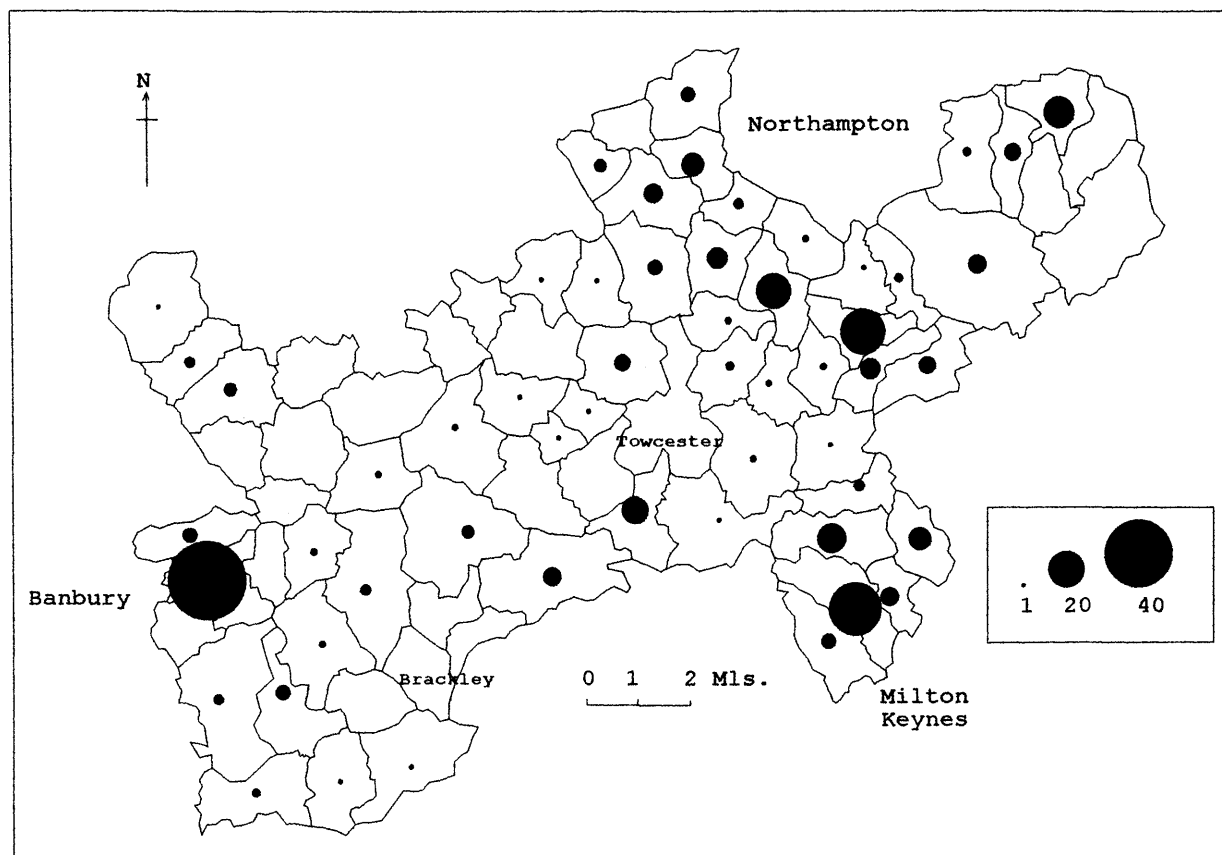 N
Northampton
Towcester
Banbury
1 20 40
Brackley
0 1 2 Mls.
Milton
Keynes